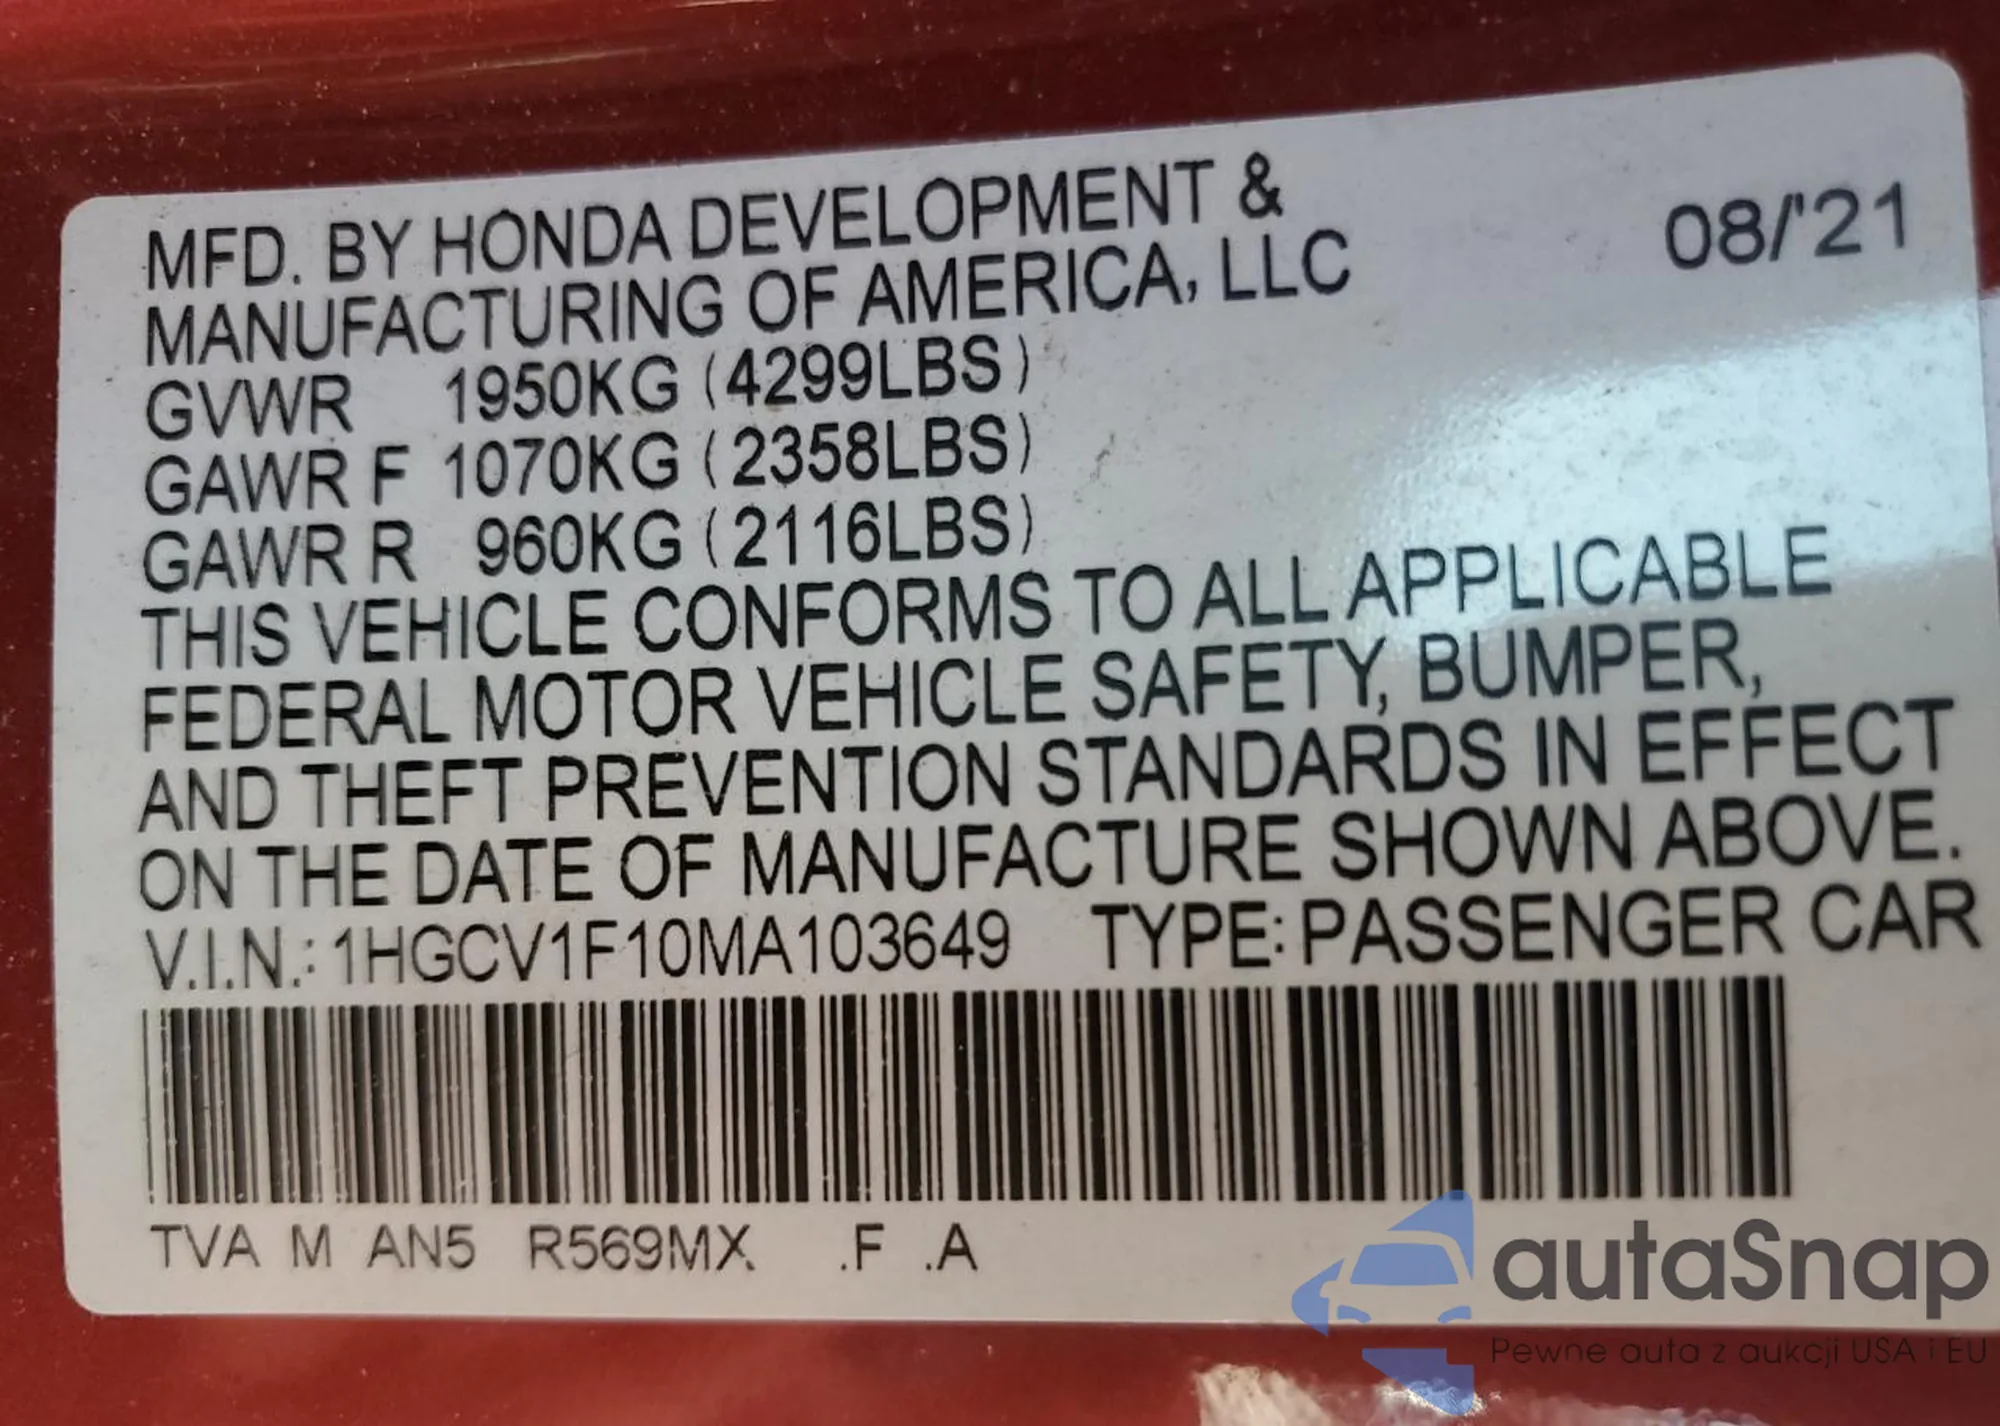 MFD. BY HONDA DEVELOPMENT &
MANUFACTURING OF AMERICA, LLC
08/'21
GVWR 1950KG (4299LBS)
GAWR F 1070KG (2358LBS)
GAWR R 960KG (2116LBS)
THIS VEHICLE CONFORMS TO ALL APPLICABLE
FEDERAL MOTOR VEHICLE SAFETY, BUMPER,
AND THEFT PREVENTION STANDARDS IN EFFECT
ON THE DATE OF MANUFACTURE SHOWN ABOVE.
V.I.N.: 1HGCV1F10MA103649 TYPE: PASSENGER CAR
TVA M AN5 R569MX .F .A
autaSnap
Pewne auta z aukcji USA i EU